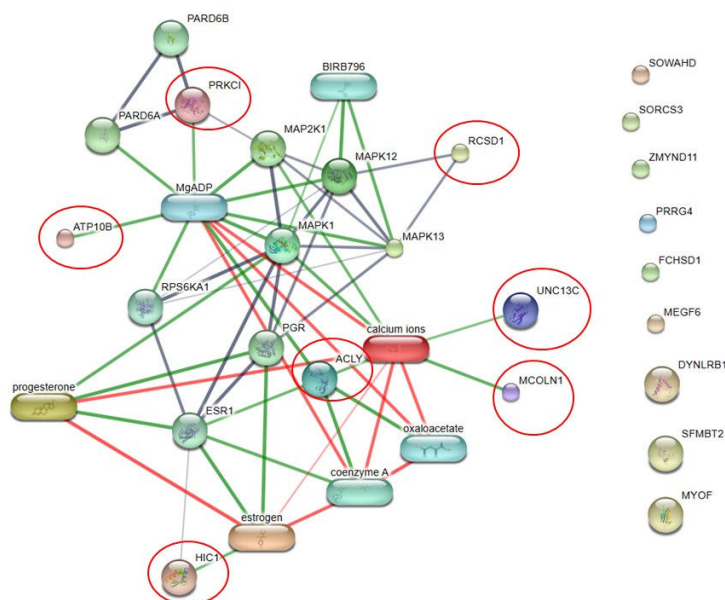 PARD6B
SOWAHD
BIRB796
PRKCI
SORCS3
PARD6A
MAP2K1
RCSD1
MAPK12
ZMYND11
MgADP
PRRG4
ATP10B
MAPK1
MAPK13
FCHSD1
RPS6KA1
UNC13C
MEGF6
PGR
calcium ions
ACLY
DYNLRB1
progesterone
MCOLN1
ESR1
oxaloacetate
SFMBT2
coenzyme A
MYOF
estrogen
HIC1